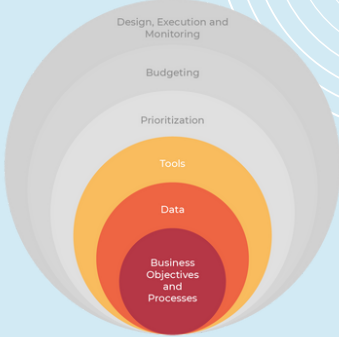 Design, Execution and
Monitoring
Budgeting
Prioritization
Tools
Data
Business
Objectives
and
Processes